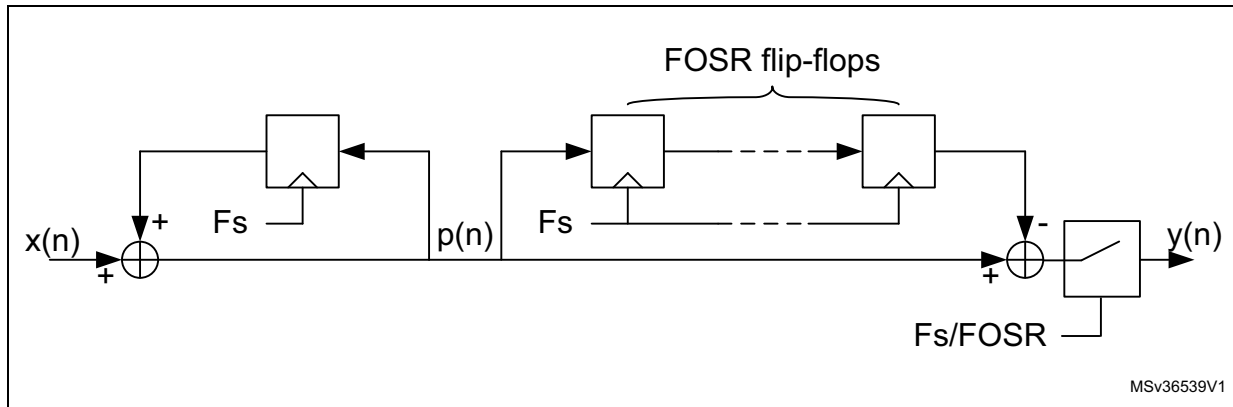 FOSR flip-flops
+
Fs
Fs
-
x(n)
p(n)
y(n)
+
+
Fs/FOSR
MSv36539V1